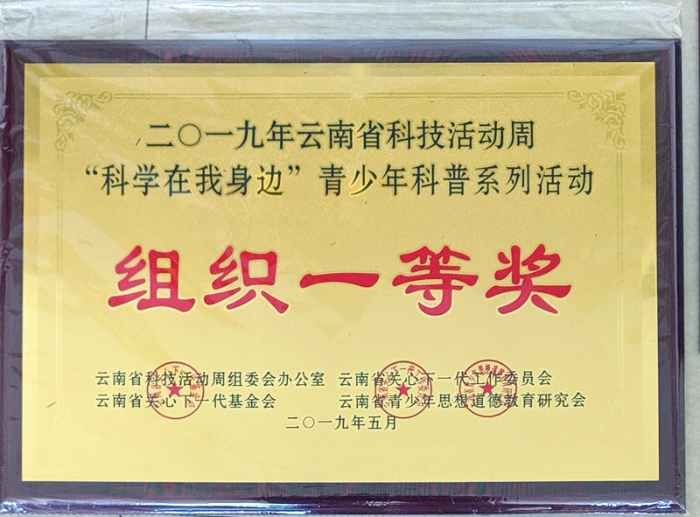 二〇一九年云南省科技活动周
“科学在我身边”青少年科普系列活动
组织一等奖
云南省科技活动周组委会办公室 云南省关心下一代工作委员会
云南省关心下一代基金会 云南省青少年思想道德教育研究会
二〇一九年五月